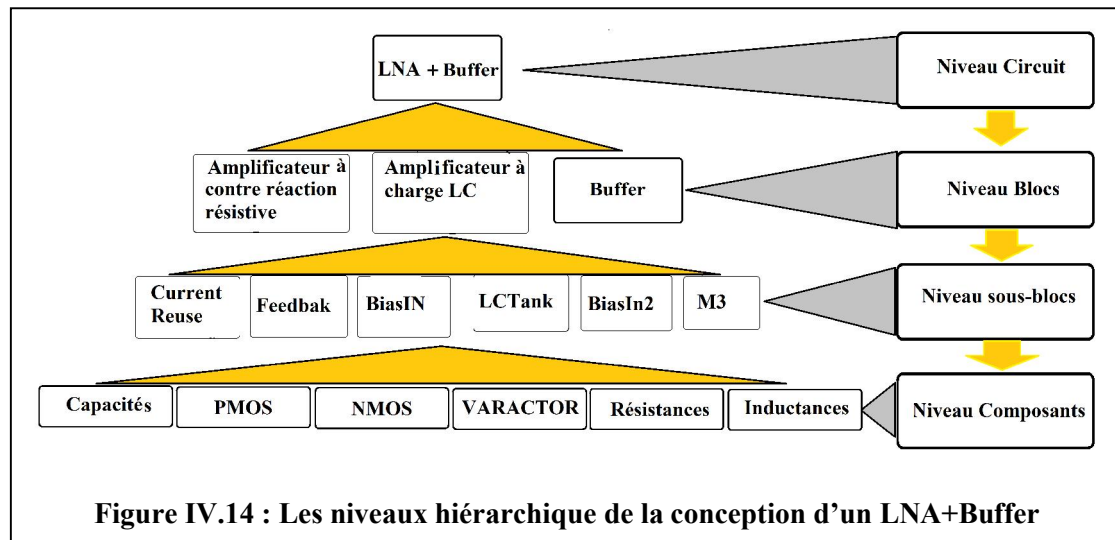 LNA + Buffer
Niveau Circuit
Amplificateur à
contre réaction
résistive
Amplificateur à
charge LC
Buffer
Niveau Blocs
Current
Reuse
Feedbak
BiasIN
LCTank
BiasIn2
M3
Niveau sous-blocs
Capacités
PMOS
NMOS
VARACTOR
Résistances
Inductances
Niveau Composants
Figure IV.14 : Les niveaux hiérarchique de la conception d’un LNA+Buffer